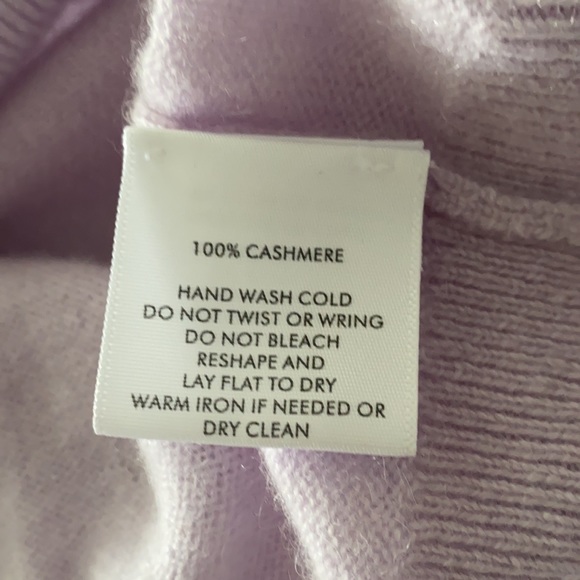 100% CASHMERE
HAND WASH COLD
DO NOT TWIST OR WRING
DO NOT BLEACH
RESHAPE AND
LAY FLAT TO DRY
WARM IRON IF NEEDED OR
DRY CLEAN